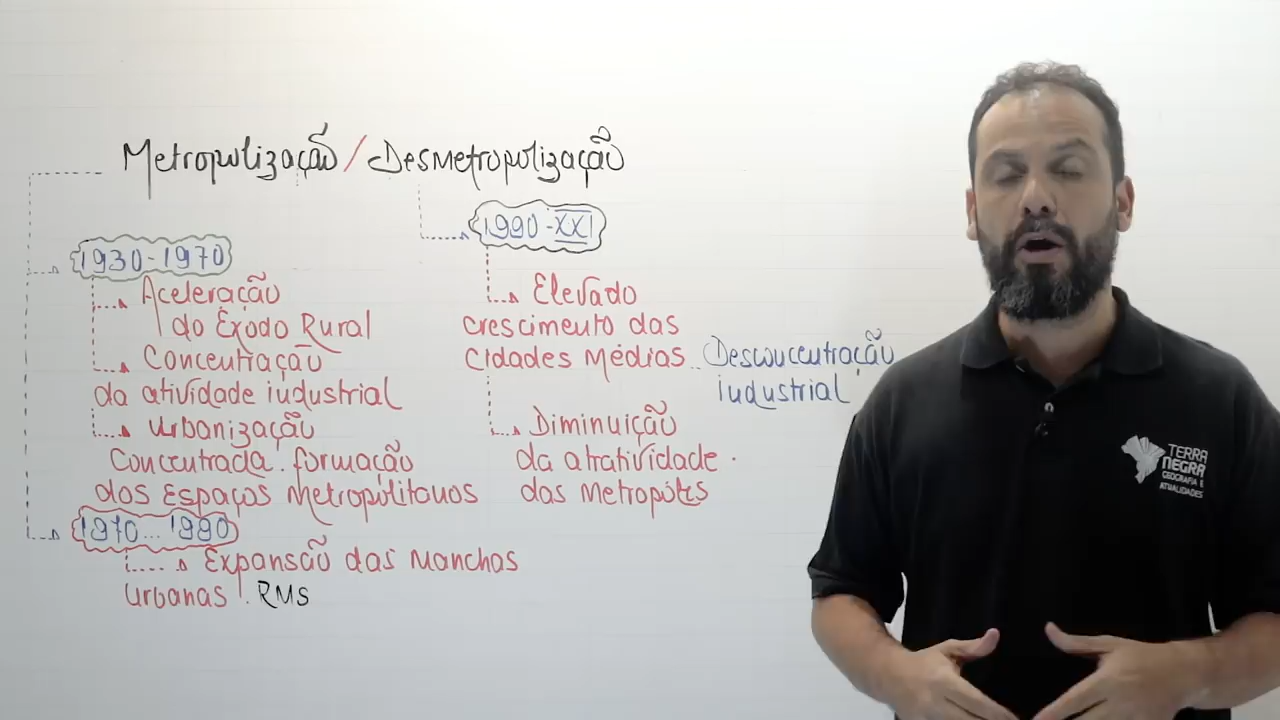 Metropolização / Desmetropolização
1930-1970
Aceleração
do Êxodo Rural
Concentração
da atividade industrial
Urbanização
Concentrada. formação
dos Espaços Metropolitanos
1970...1990
Expansão das Manchas
Urbanas. RMs
1990-XXI
Elevado
crescimento das
Cidades Médias... Desconcentração
industrial
Diminuição
da atratividade.
das Metropóles
TERRA
NEGRA
GEOGRAFIA E
ATUALIDADES